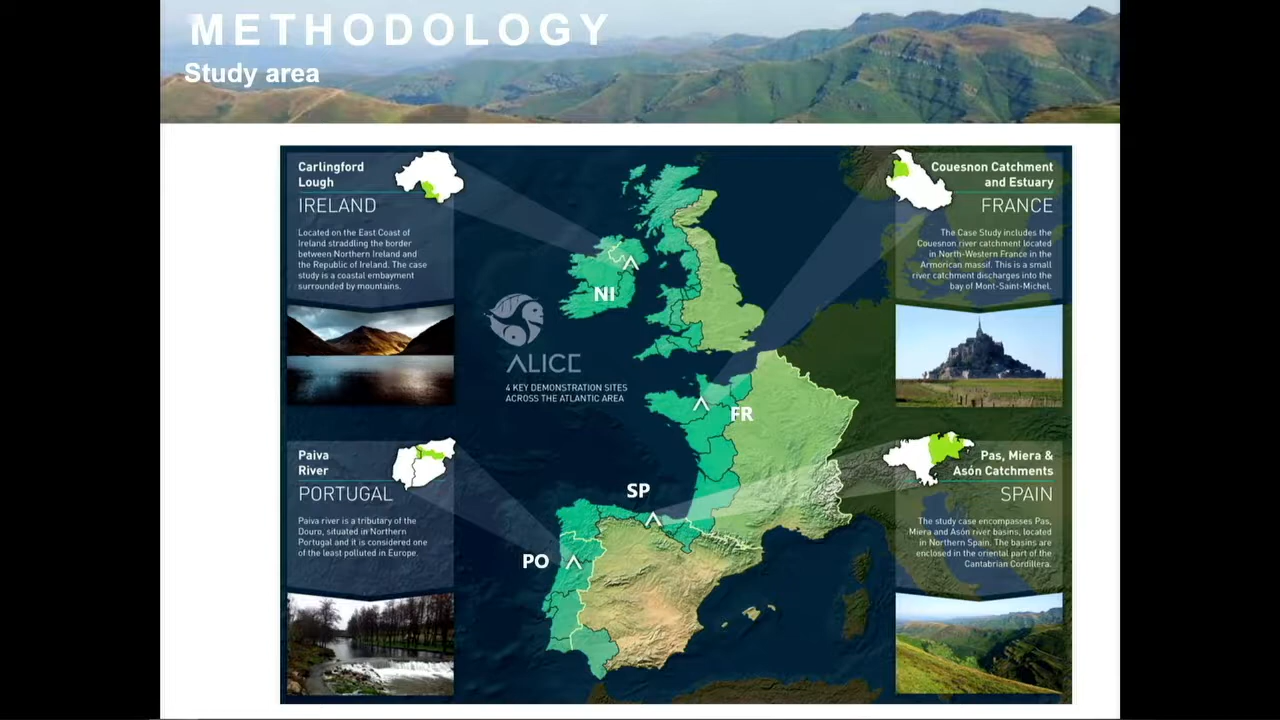 METHODOLOGY
Study area
Carlingford
Lough
IRELAND
Located on the East Coast of
Ireland straddling the border
between Northern Ireland and
the Republic of Ireland. The case
study is a coastal embayment
surrounded by mountains.
Couesnon Catchment
and Estuary
FRANCE
The Case Study includes the
Couesnon river catchment located
in North-Western France in the
Armorican massif. This is a small
river catchment discharges into the
bay of Mont-Saint-Michel.
NI
ALICE
4 KEY DEMONSTRATION SITES
ACROSS THE ATLANTIC AREA
FR
SP
PO
Paiva
River
PORTUGAL
Paiva river is a tributary of the
Douro, situated in Northern
Portugal and it is considered one
of the least polluted in Europe.
Pas, Miera &
Asón Catchments
SPAIN
The study case encompasses Pas,
Miera and Asón river basins, located
in Northern Spain. The basins are
enclosed in the oriental part of the
Cantabrian Cordillera.